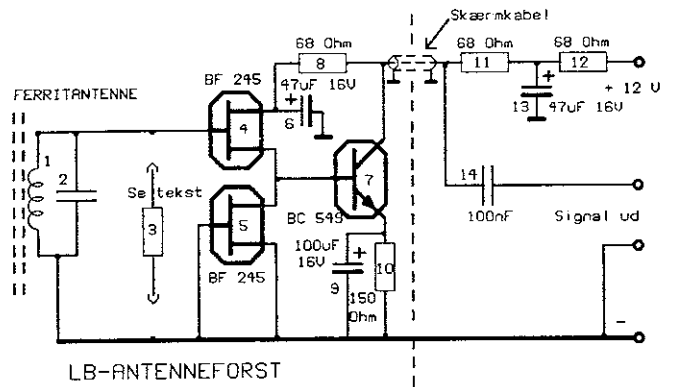 Skærmkabel
68 Ohm
68 Ohm
68 Ohm
8
11
12
BF 245
47uF 16V
+
+
+ 12 V
FERRITANTENNE
6
13
47uF 16V
4
1
2
Se tekst
7
14
3
5
BC 549
100nF
Signal ud
100uF
16V
+
10
BF 245
9
150
Ohm
-
LB-ANTENNEFORST